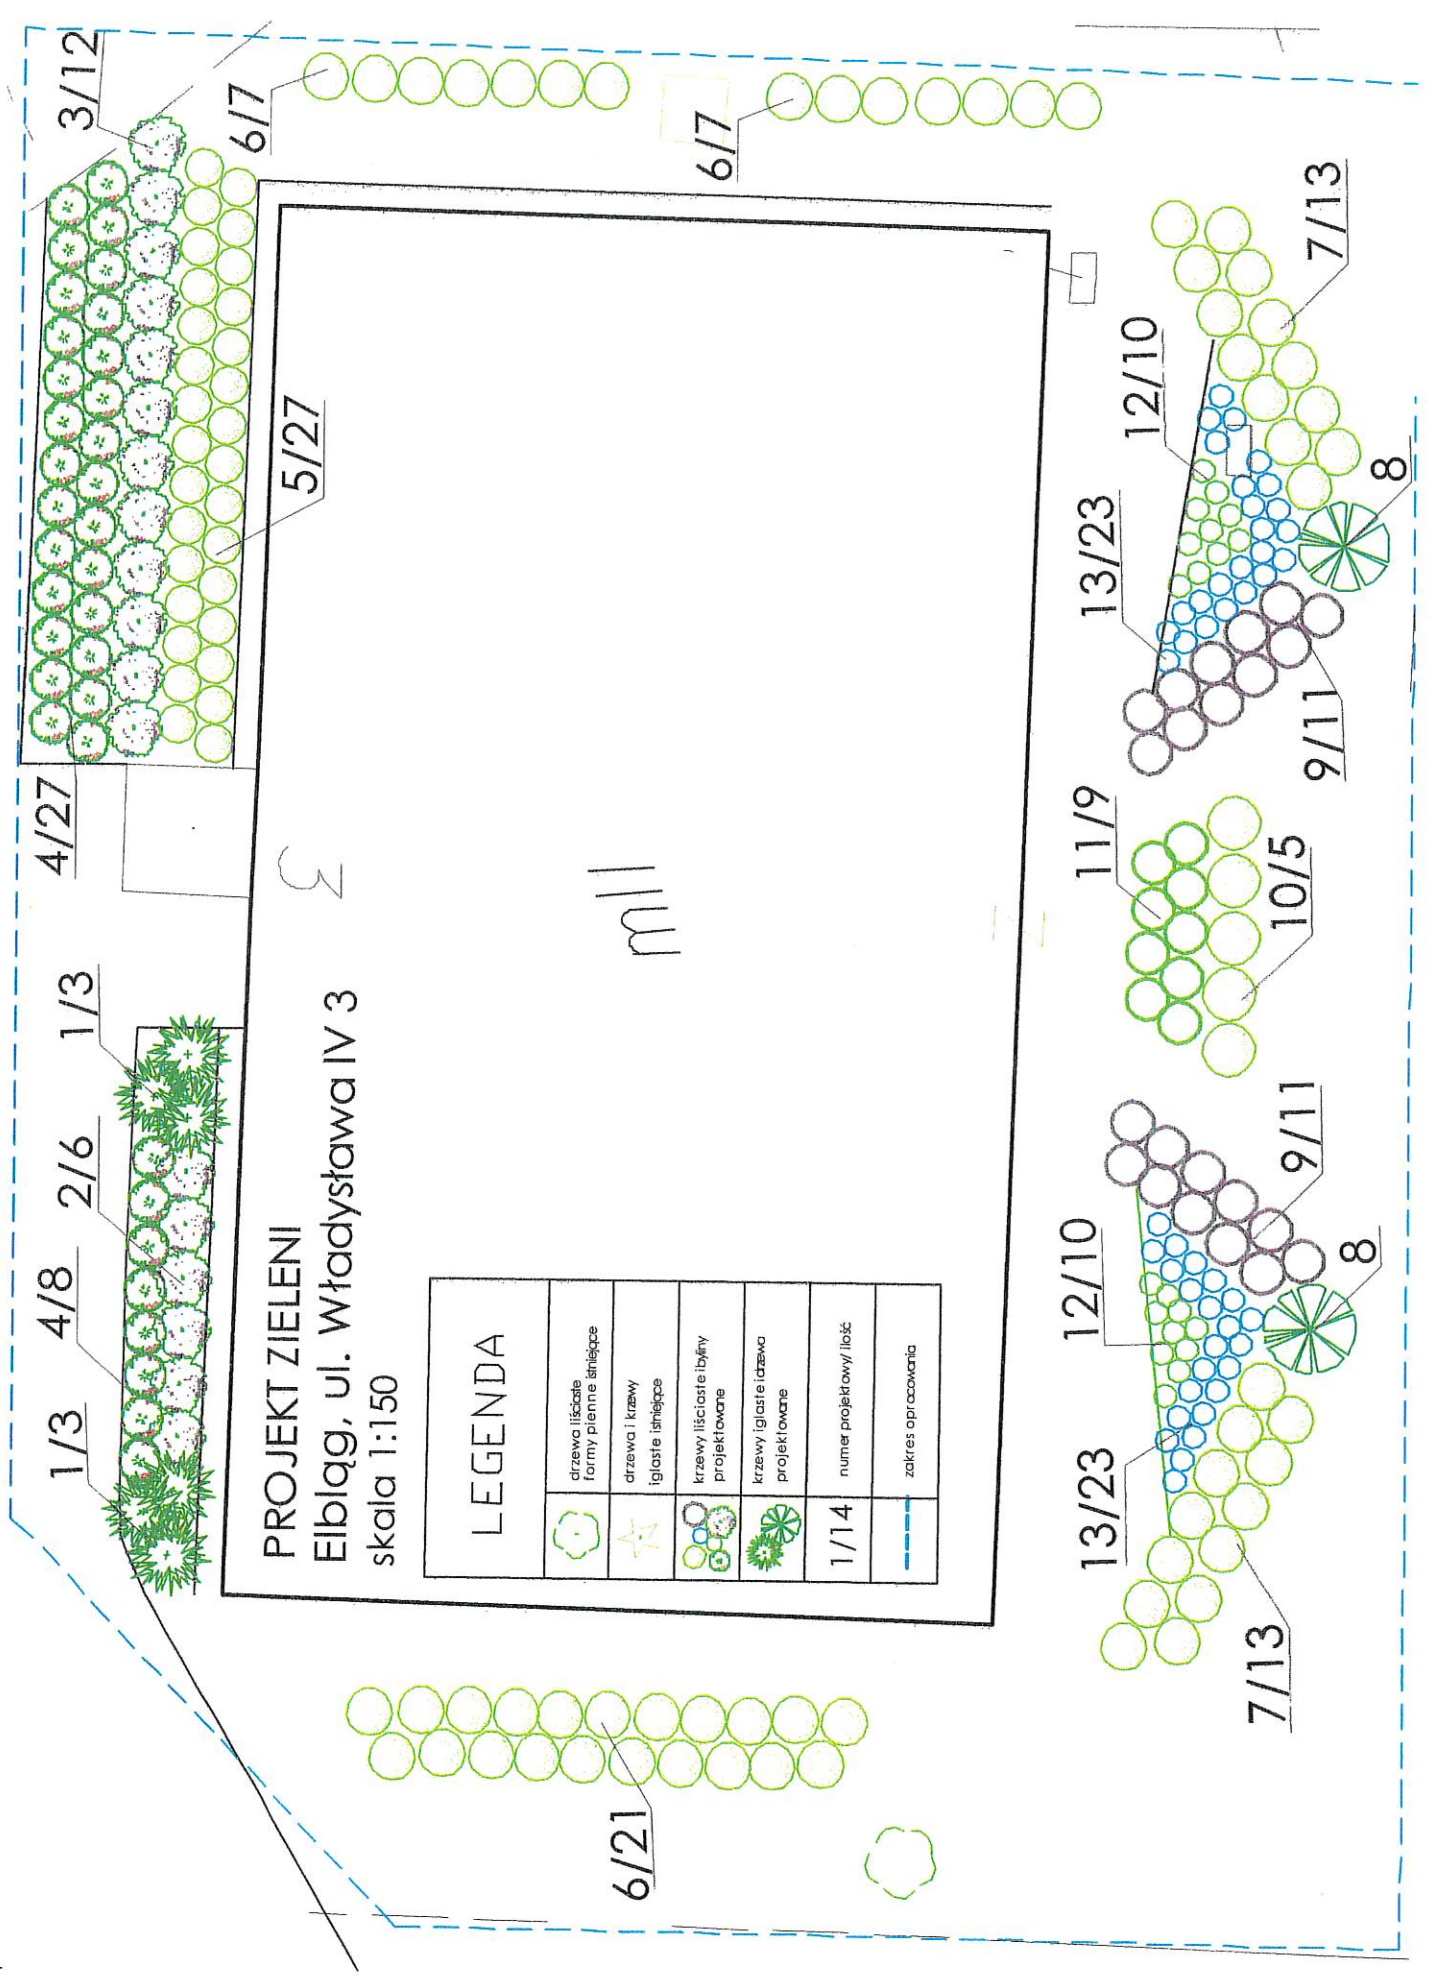 PROJEKT ZIELENI
Elbląg, ul. Władysława IV 3
skala 1:150
LEGENDA
drzewa liściaste
formy pienne istniejące
drzewa i krzewy
iglaste istniejące
krzewy liściaste i byliny
projektowane
krzewy iglaste i drzewa
projektowane
1/14
numer projektowy/ ilość
zakres opracowania
1/3
4/8
2/6
1/3
4/27
3/12
5/27
6/7
6/7
3
mll
6/21
7/13
13/23
12/10
8
9/11
11/9
10/5
9/11
13/23
12/10
8
7/13